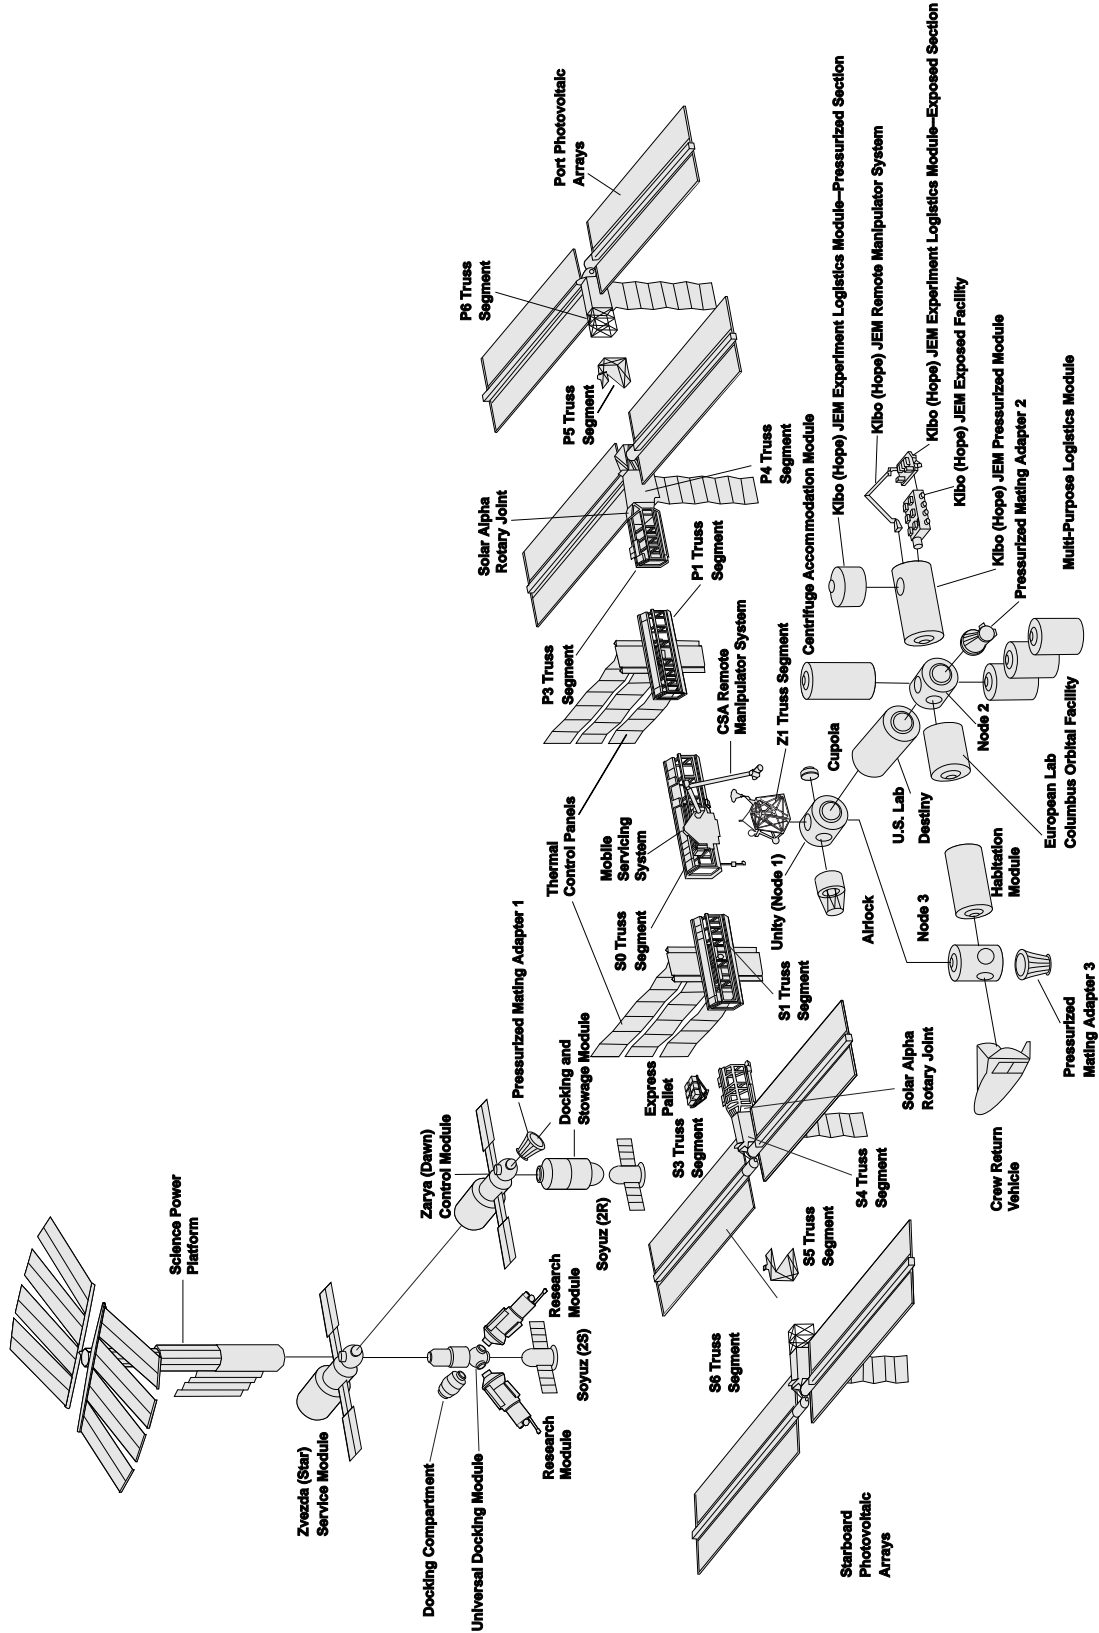 Science Power
Platform
Zvezda (Star)
Service Module
Docking Compartment
Universal Docking Module
Research
Module
Soyuz (2S)
Research
Module
Soyuz (2R)
Zarya (Dawn)
Control Module
Pressurized Mating Adapter 1
Docking and
Stowage Module
Thermal
Control Panels
S0 Truss
Segment
Mobile
Servicing
System
P3 Truss
Segment
Solar Alpha
Rotary Joint
P6 Truss
Segment
Port Photovoltaic
Arrays
P5 Truss
Segment
P4 Truss
Segment
P1 Truss
Segment
CSA Remote
Manipulator System
Z1 Truss Segment
Cupola
Unity (Node 1)
Airlock
S1 Truss
Segment
Express
Pallet
S3 Truss
Segment
Solar Alpha
Rotary Joint
S4 Truss
Segment
S5 Truss
Segment
S6 Truss
Segment
Starboard
Photovoltaic
Arrays
Centrifuge Accommodation Module
Kibo (Hope) JEM Experiment Logistics Module–Pressurized Section
Kibo (Hope) JEM Remote Manipulator System
Kibo (Hope) JEM Experiment Logistics Module–Exposed Section
Kibo (Hope) JEM Exposed Facility
Kibo (Hope) JEM Pressurized Module
Pressurized Mating Adapter 2
Multi-Purpose Logistics Module
Node 2
U.S. Lab
Destiny
European Lab
Columbus Orbital Facility
Node 3
Habitation
Module
Pressurized
Mating Adapter 3
Crew Return
Vehicle